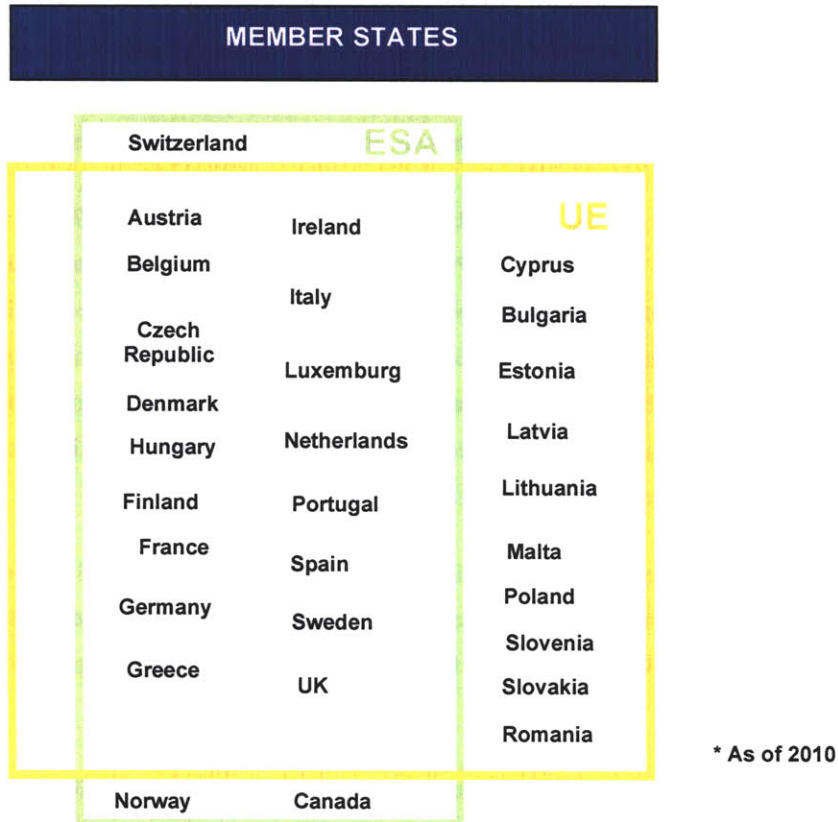 MEMBER STATES
Switzerland
ESA
UE
Austria
Belgium
Czech
Republic
Denmark
Hungary
Finland
France
Germany
Greece
Ireland
Italy
Luxemburg
Netherlands
Portugal
Spain
Sweden
UK
Cyprus
Bulgaria
Estonia
Latvia
Lithuania
Malta
Poland
Slovenia
Slovakia
Romania
Norway
Canada
* As of 2010